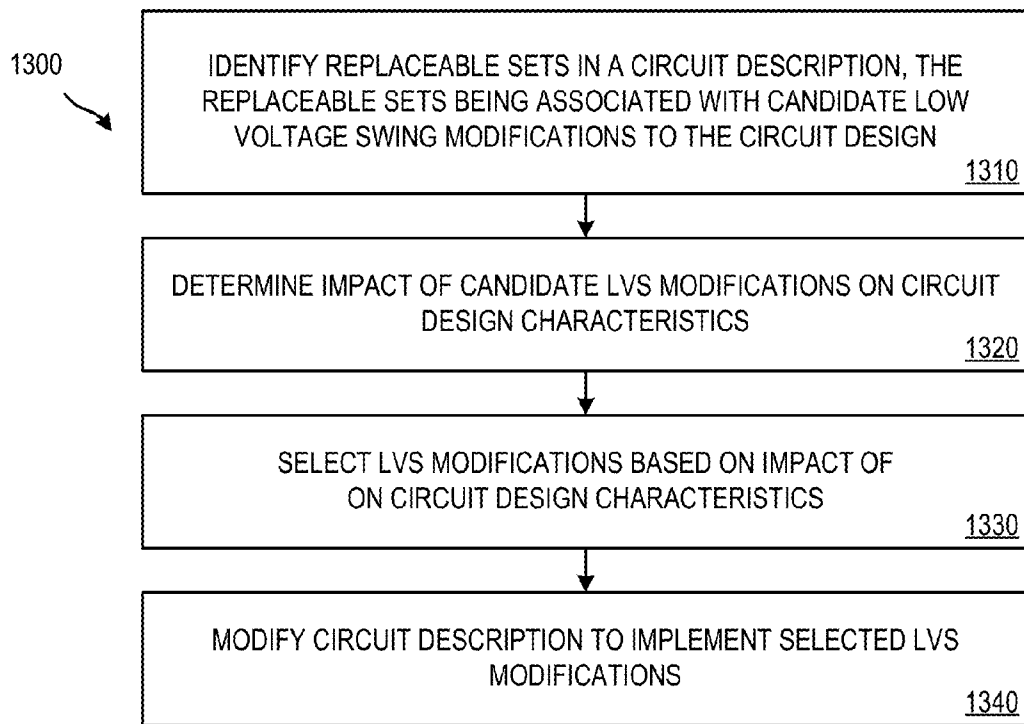 1300
IDENTIFY REPLACEABLE SETS IN A CIRCUIT DESCRIPTION, THE
REPLACEABLE SETS BEING ASSOCIATED WITH CANDIDATE LOW
VOLTAGE SWING MODIFICATIONS TO THE CIRCUIT DESIGN
1310
DETERMINE IMPACT OF CANDIDATE LVS MODIFICATIONS ON CIRCUIT
DESIGN CHARACTERISTICS
1320
SELECT LVS MODIFICATIONS BASED ON IMPACT OF
ON CIRCUIT DESIGN CHARACTERISTICS
1330
MODIFY CIRCUIT DESCRIPTION TO IMPLEMENT SELECTED LVS
MODIFICATIONS
1340